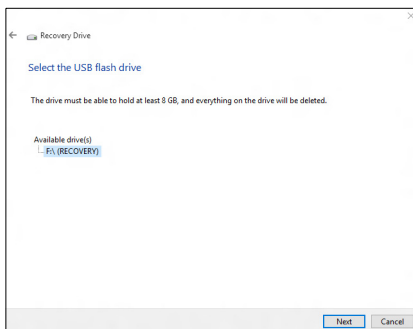 Recovery Drive
Select the USB flash drive
The drive must be able to hold at least 8 GB, and everything on the drive will be deleted.
Available drive(s)
F:\ (RECOVERY)
Next Cancel